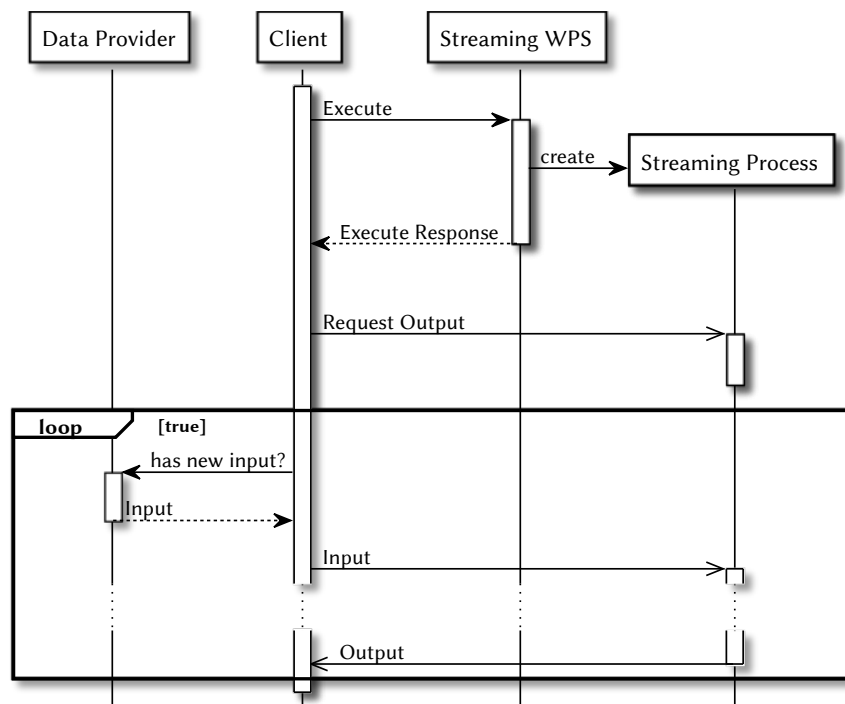 Data Provider
Client
Streaming WPS
Execute
create
Streaming Process
Execute Response
Request Output
loop
[true]
has new input?
Input
Input
Output